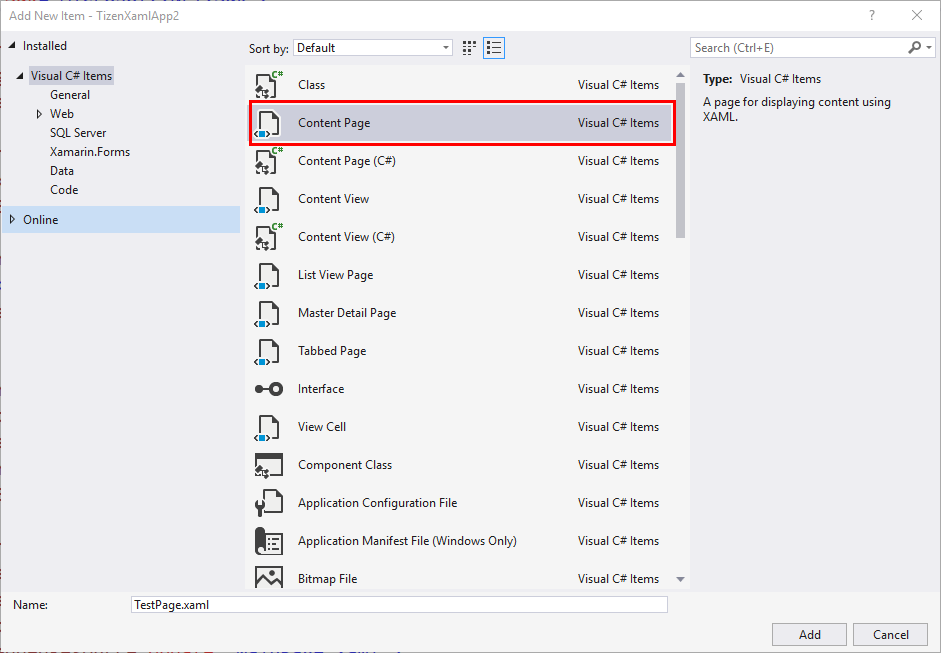 Add New Item - TizenXamlApp2
?
Installed
Sort by: Default
Search (Ctrl+E)
Visual C# Items
General
Web
SQL Server
Xamarin.Forms
Data
Code
Online
C# Class Visual C# Items
Content Page Visual C# Items
C# Content Page (C#) Visual C# Items
Content View Visual C# Items
C# Content View (C#) Visual C# Items
List View Page Visual C# Items
Master Detail Page Visual C# Items
Tabbed Page Visual C# Items
Interface Visual C# Items
View Cell Visual C# Items
Component Class Visual C# Items
Application Configuration File Visual C# Items
Application Manifest File (Windows Only) Visual C# Items
Bitmap File Visual C# Items
Type: Visual C# Items
A page for displaying content using
XAML.
Name: TestPage.xaml
Add Cancel